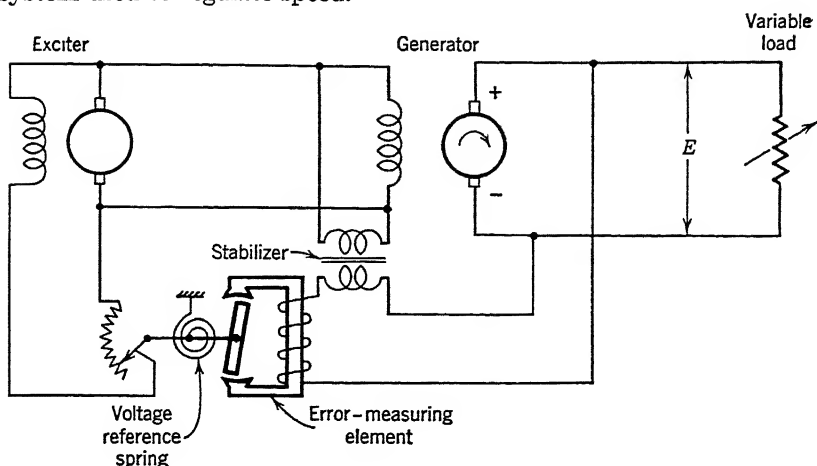 Variable
load
Exciter
Generator
+
E
−
Stabilizer
Voltage
reference
spring
Error-measuring
element